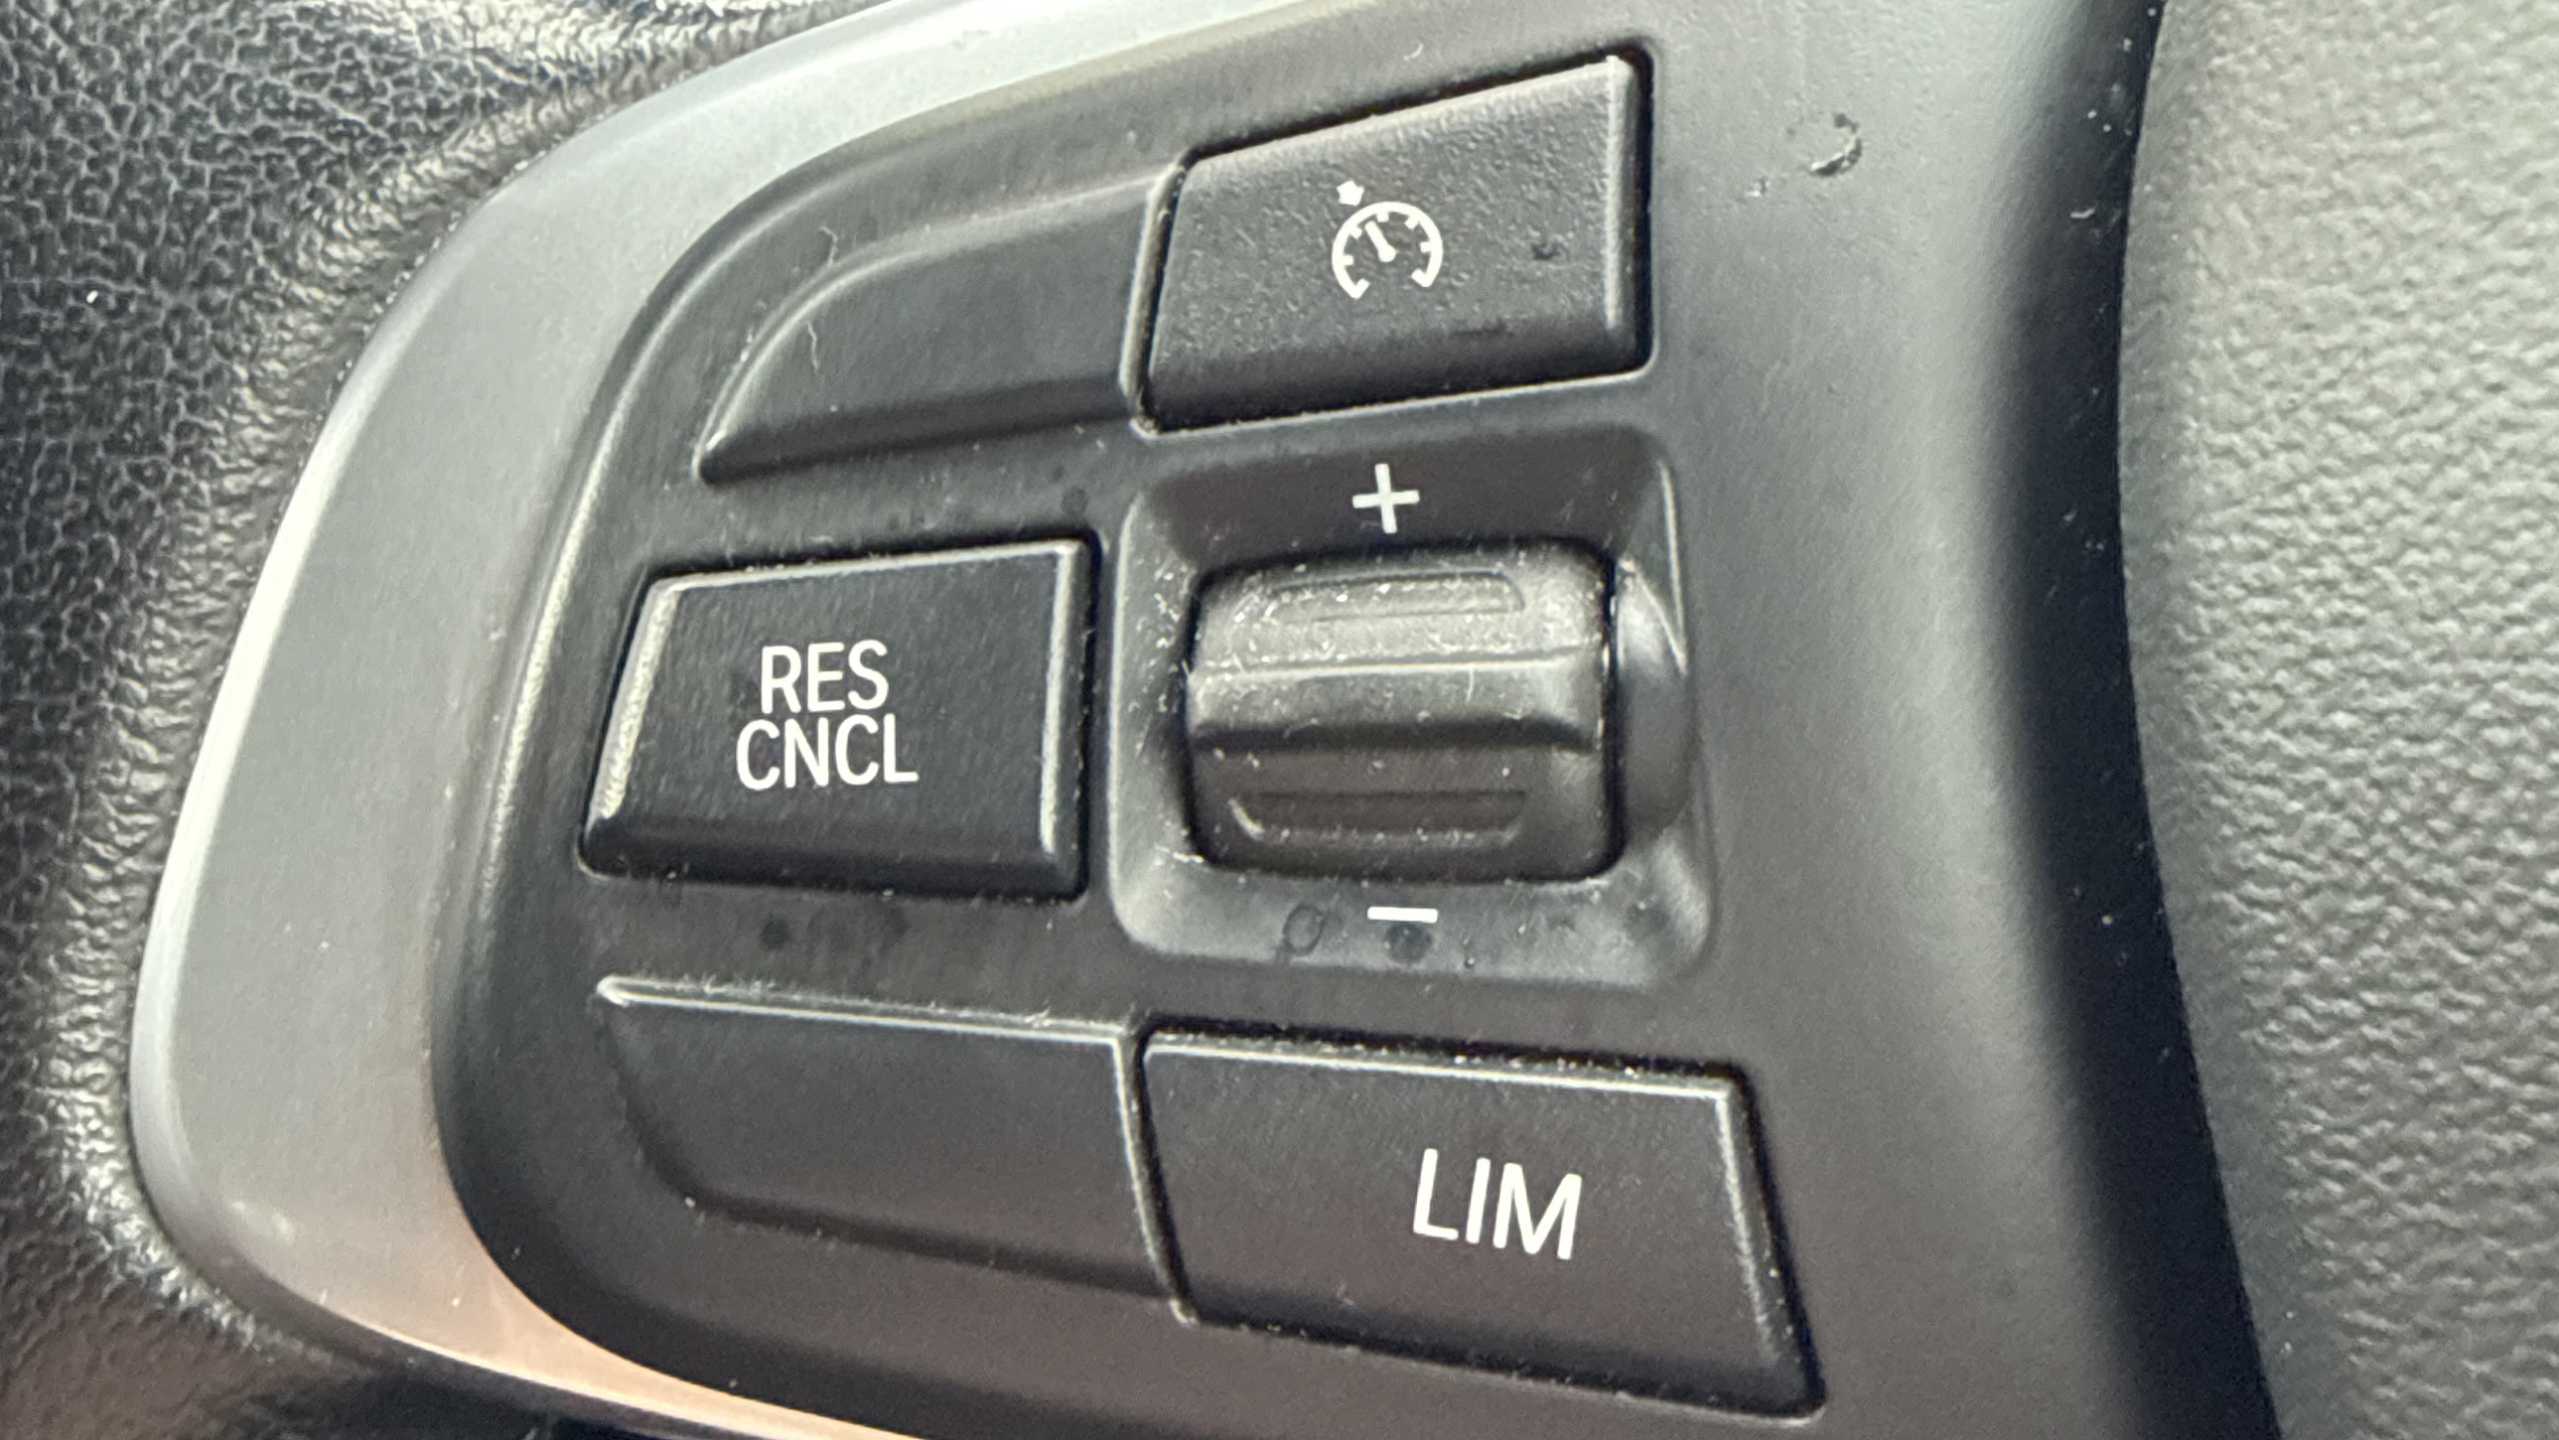 +
RES
CNCL
−
LIM